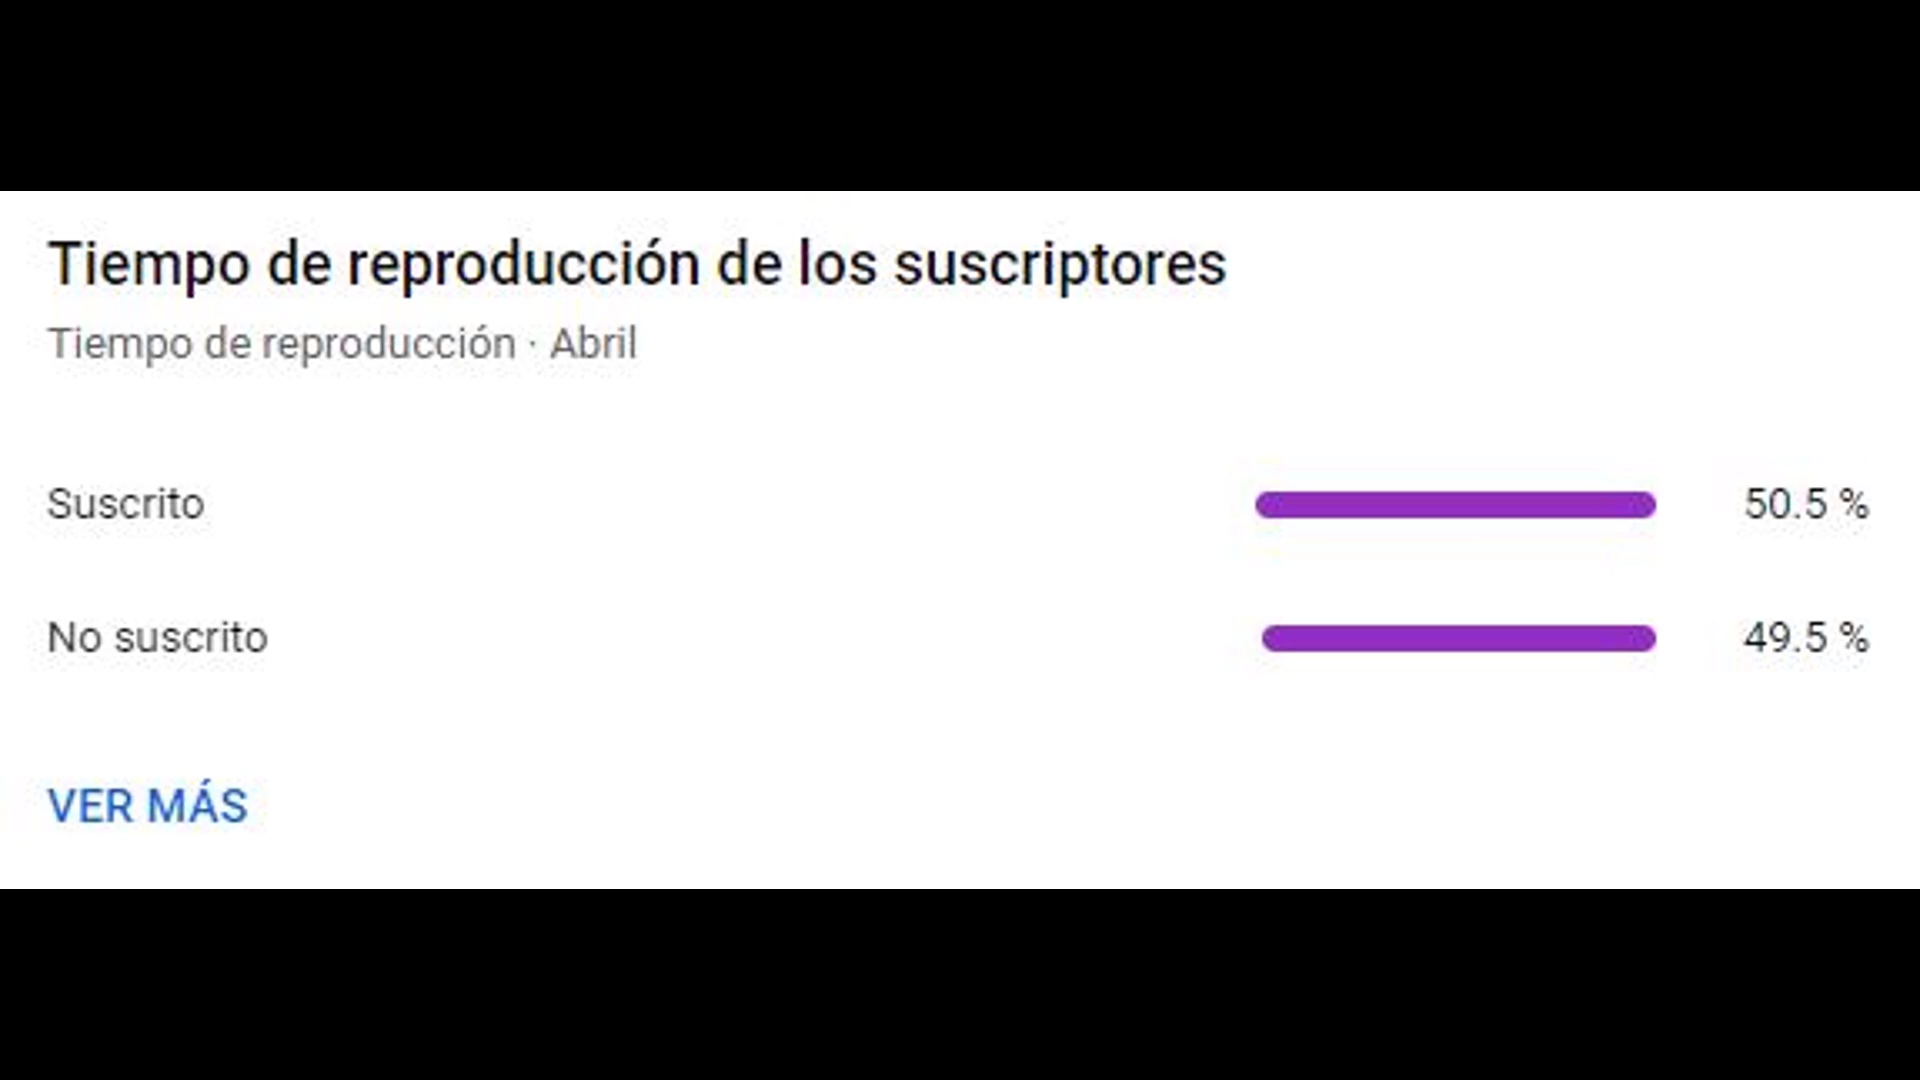 Tiempo de reproducción de los suscriptores
Tiempo de reproducción · Abril
Suscrito 50.5 %
No suscrito 49.5 %
VER MÁS